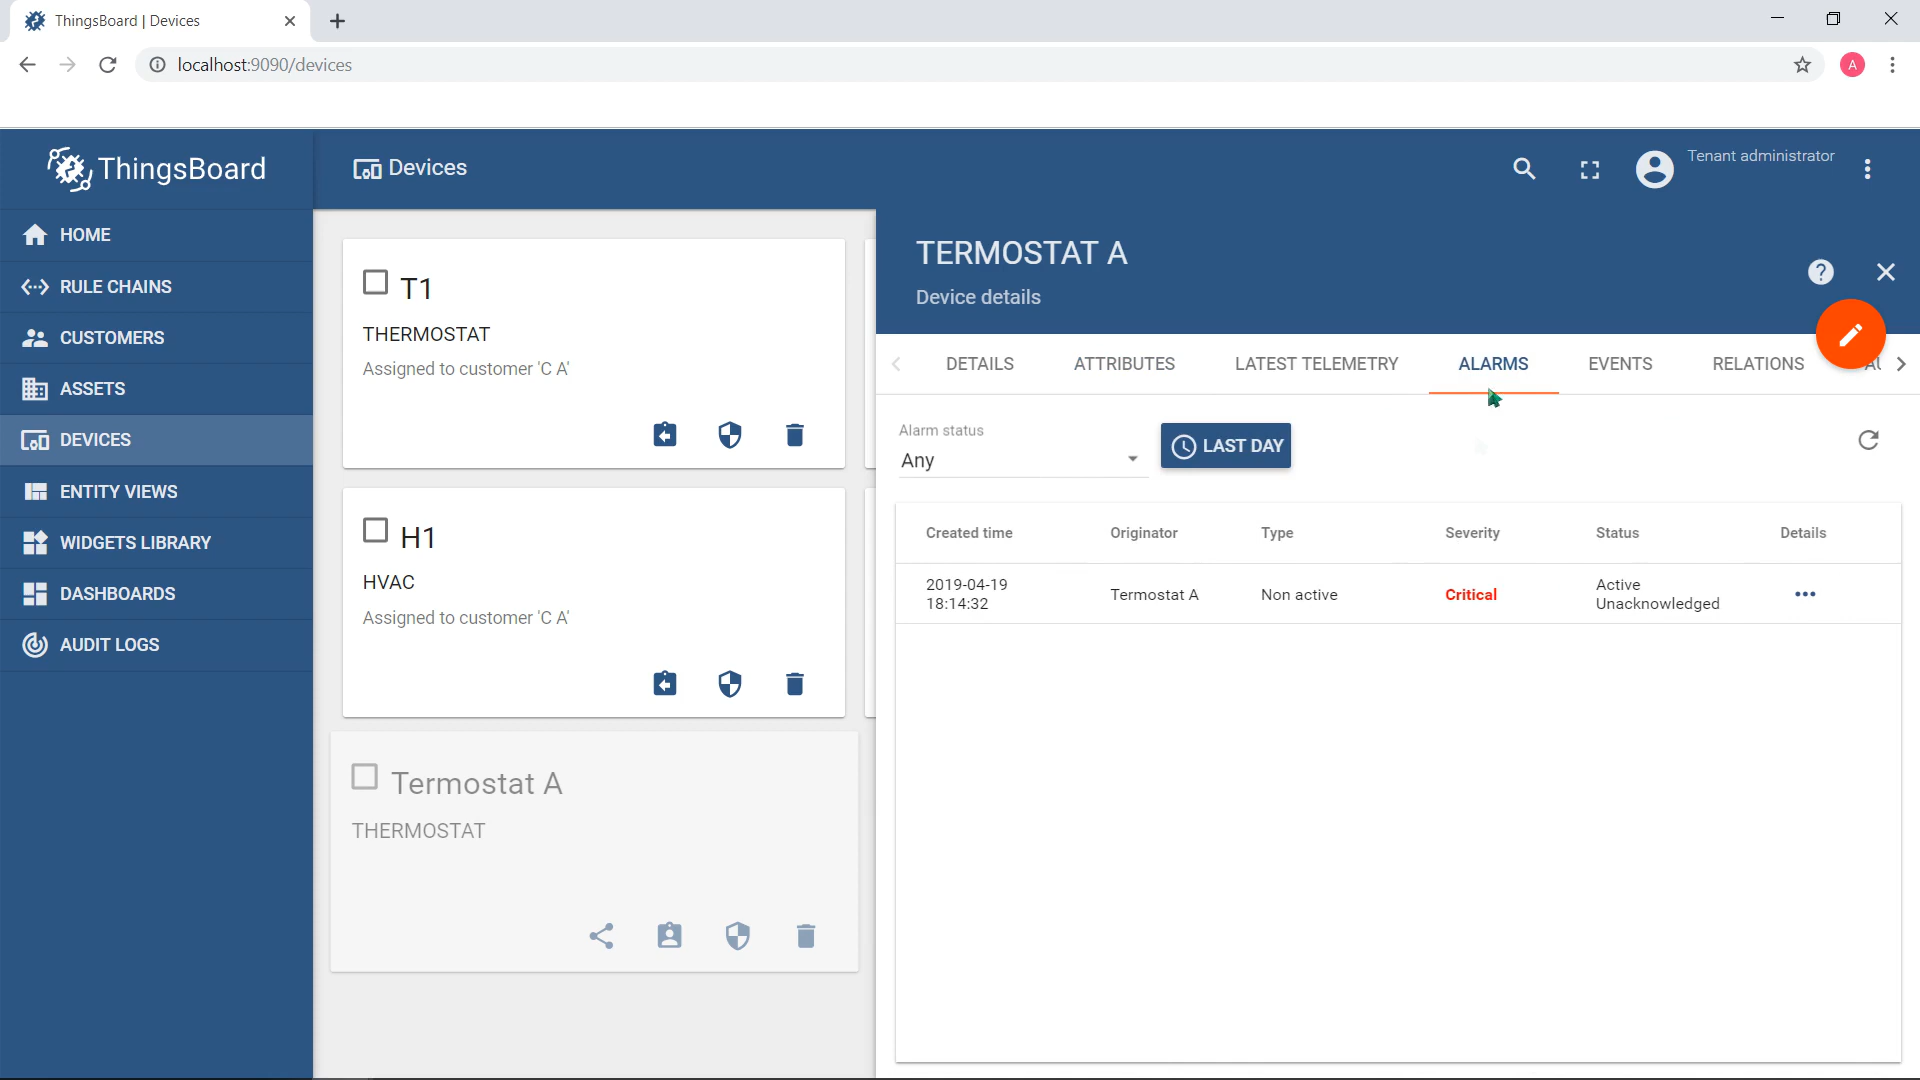 ThingsBoard | Devices
localhost:9090/devices
A
ThingsBoard
Devices
Tenant administrator
HOME
RULE CHAINS
CUSTOMERS
ASSETS
DEVICES
ENTITY VIEWS
WIDGETS LIBRARY
DASHBOARDS
AUDIT LOGS
T1
THERMOSTAT
Assigned to customer 'C A'
H1
HVAC
Assigned to customer 'C A'
Termostat A
THERMOSTAT
TERMOSTAT A
Device details
DETAILS ATTRIBUTES LATEST TELEMETRY ALARMS EVENTS RELATIONS
Alarm status
Any
LAST DAY
Created time Originator Type Severity Status Details
2019-04-19 Termostat A Non active Critical Active
18:14:32 Unacknowledged